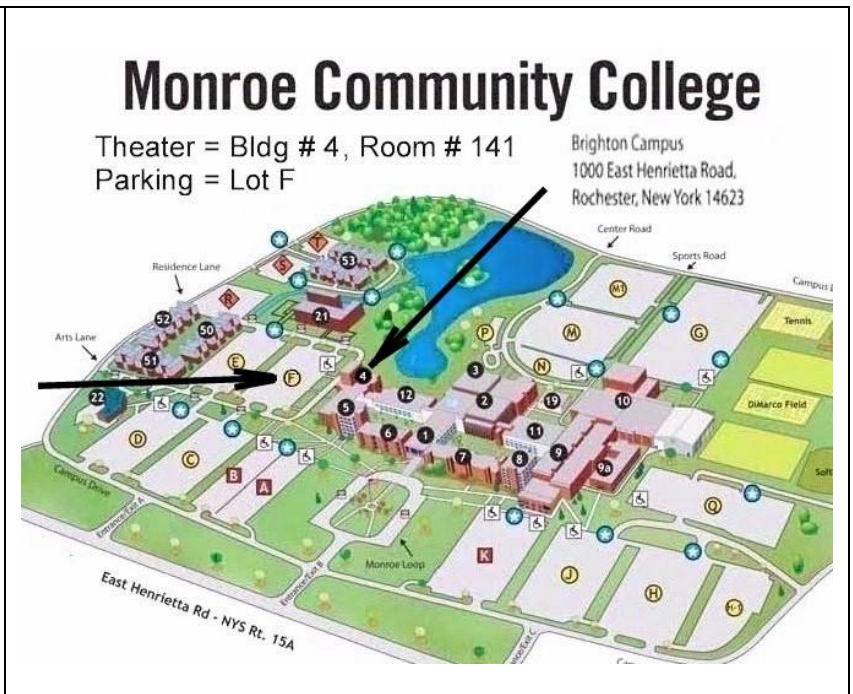 Monroe Community College
Theater = Bldg # 4, Room # 141
Parking = Lot F
Brighton Campus
1000 East Henrietta Road,
Rochester, New York 14623
Center Road
Sports Road
Campus
Residence Lane
Arts Lane
T
S
53
R
21
52
50
51
E
F
22
P
M1
M
N
G
Tennis
DiMarco Field
Soft
4
12
3
2
19
10
5
6
1
11
7
8
9
9a
D
C
B
A
Q
K
J
H
H-1
Campus Drive
Entrance/Exit A
Entrance/Exit B
Monroe Loop
East Henrietta Rd - NYS Rt. 15A